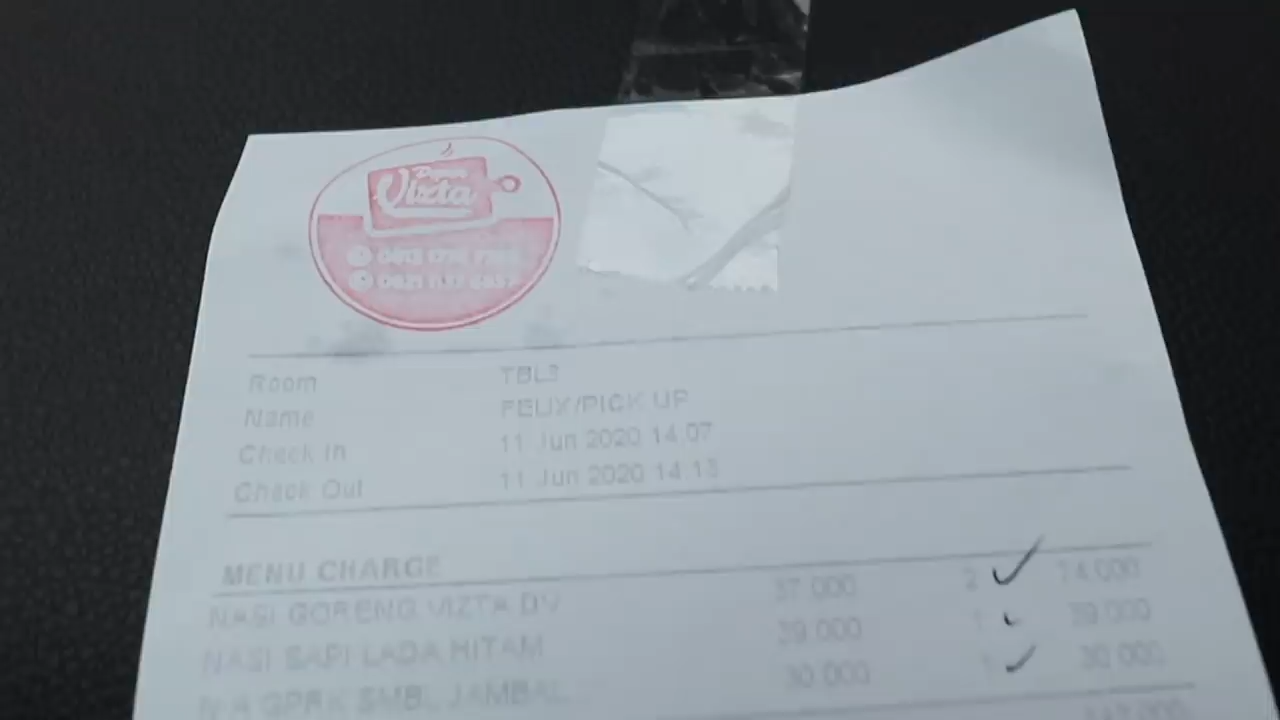 Dapur
Vizta
Room TBL3
Name FELIX/PICK UP
Check In 11 Jun 2020 14:07
Check Out 11 Jun 2020 14:13
MENU CHARGE
NASI GORENG VIZTA DV 37.000 2 74.000
NASI SAPI LADA HITAM 39.000 1 39.000
SMBL JAMBAL 30.000 1 30.000